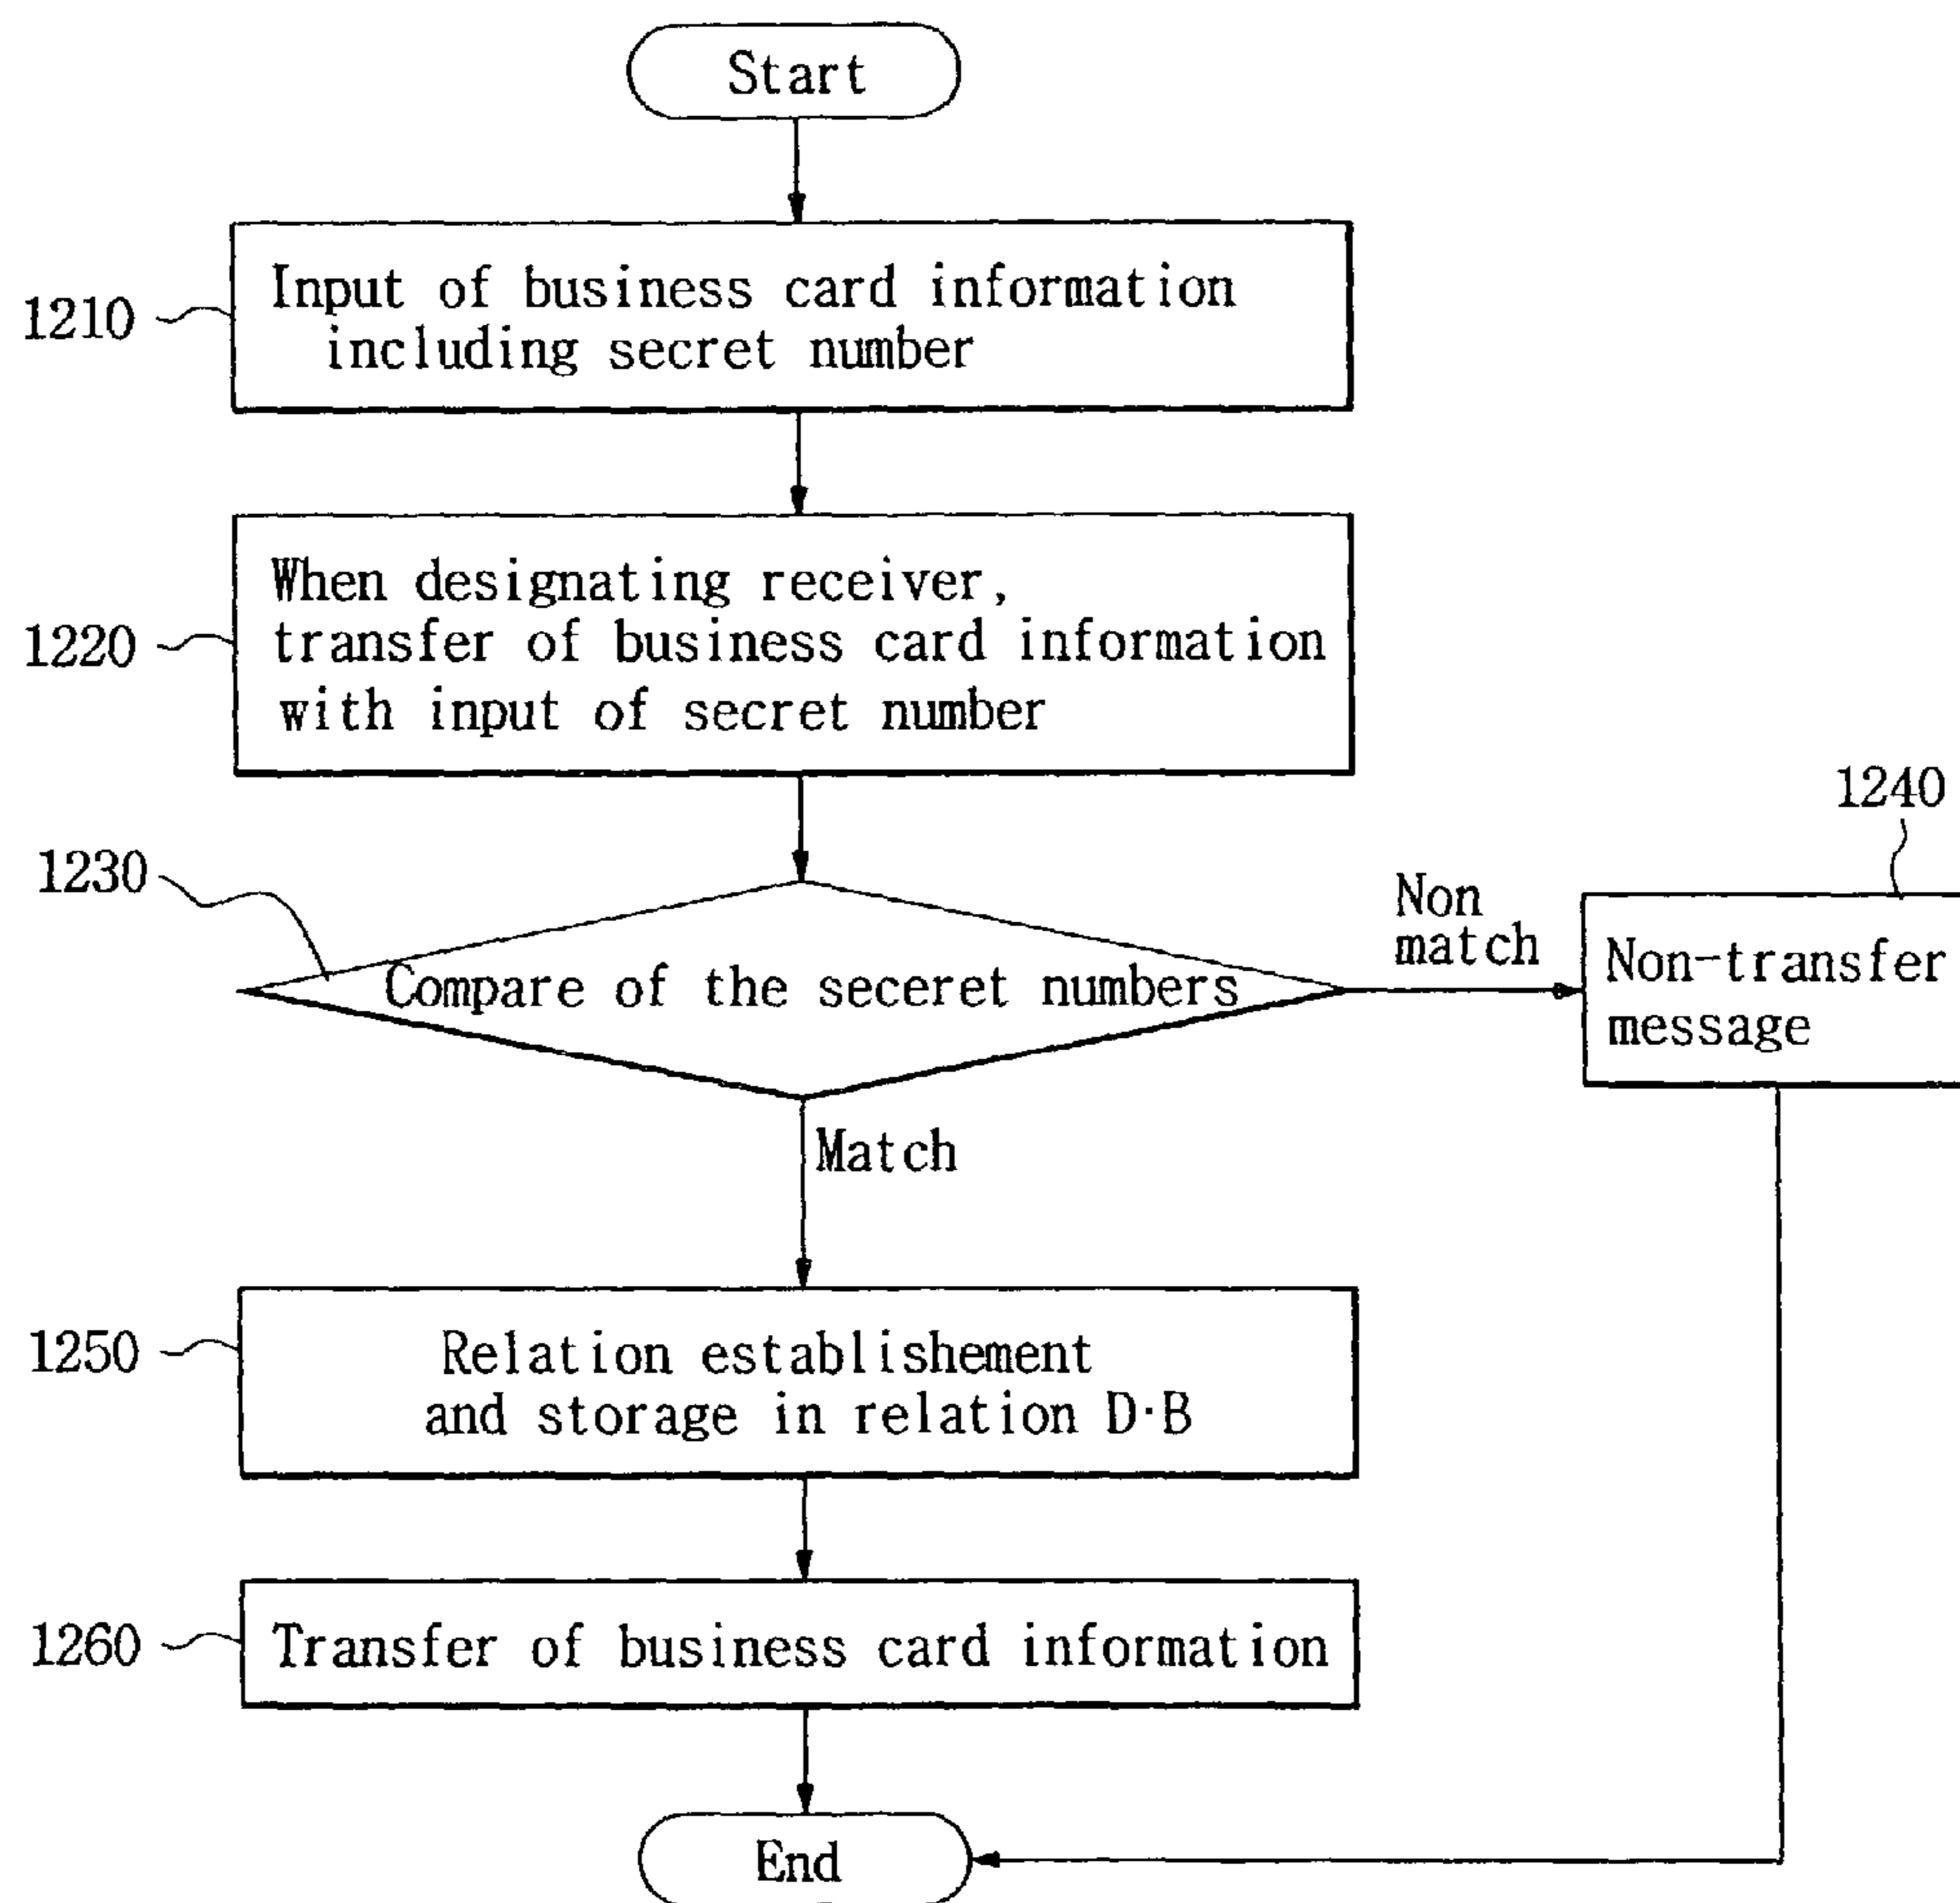 Start
1210
Input of business card information
including secret number
1220
When designating receiver,
transfer of business card information
with input of secret number
1230
Compare of the seceret numbers
Non
match
1240
Non-transfer
message
Match
1250
Relation establishement
and storage in relation D·B
1260
Transfer of business card information
End